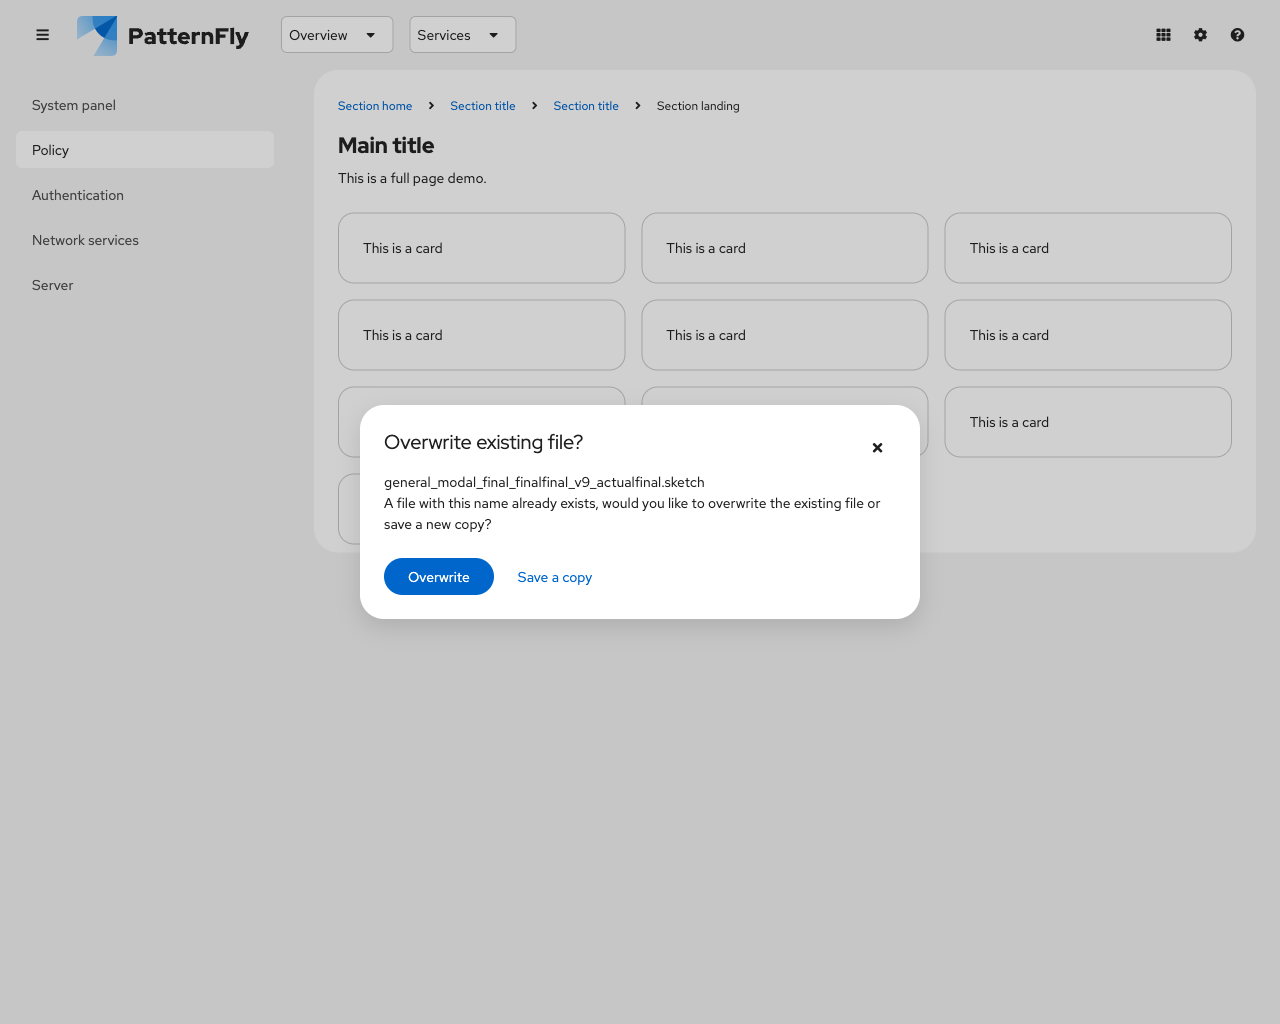 PatternFly
Overview
Services
System panel
Policy
Authentication
Network services
Server
Section home
Section title
Section title
Section landing
Main title
This is a full page demo.
This is a card
This is a card
This is a card
This is a card
This is a card
This is a card
This is a card
Overwrite existing file?
general_modal_final_finalfinal_v9_actualfinal.sketch
A file with this name already exists, would you like to overwrite the existing file or
save a new copy?
Overwrite
Save a copy